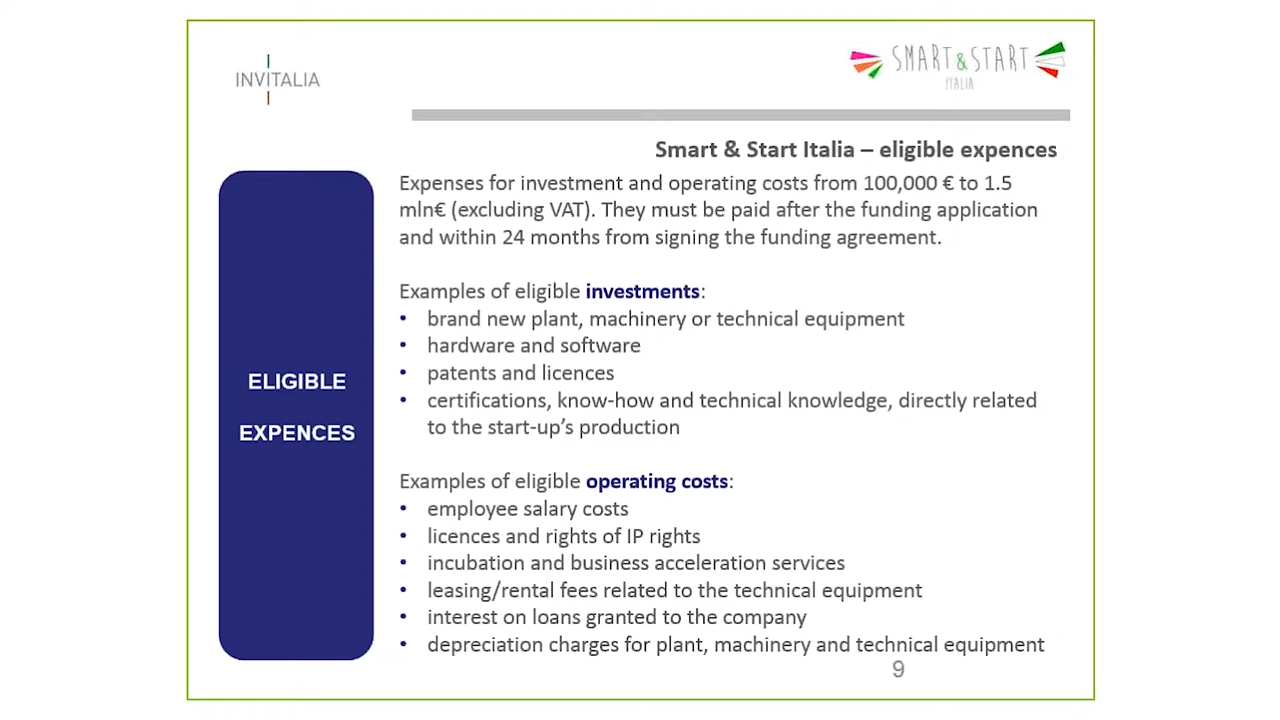 INVITALIA
SMART & START
ITALIA
Smart & Start Italia – eligible expences
ELIGIBLE
EXPENCES
Expenses for investment and operating costs from 100,000 € to 1.5
mln€ (excluding VAT). They must be paid after the funding application
and within 24 months from signing the funding agreement.
Examples of eligible investments:
• brand new plant, machinery or technical equipment
• hardware and software
• patents and licences
• certifications, know-how and technical knowledge, directly related
to the start-up’s production
Examples of eligible operating costs:
• employee salary costs
• licences and rights of IP rights
• incubation and business acceleration services
• leasing/rental fees related to the technical equipment
• interest on loans granted to the company
• depreciation charges for plant, machinery and technical equipment
9